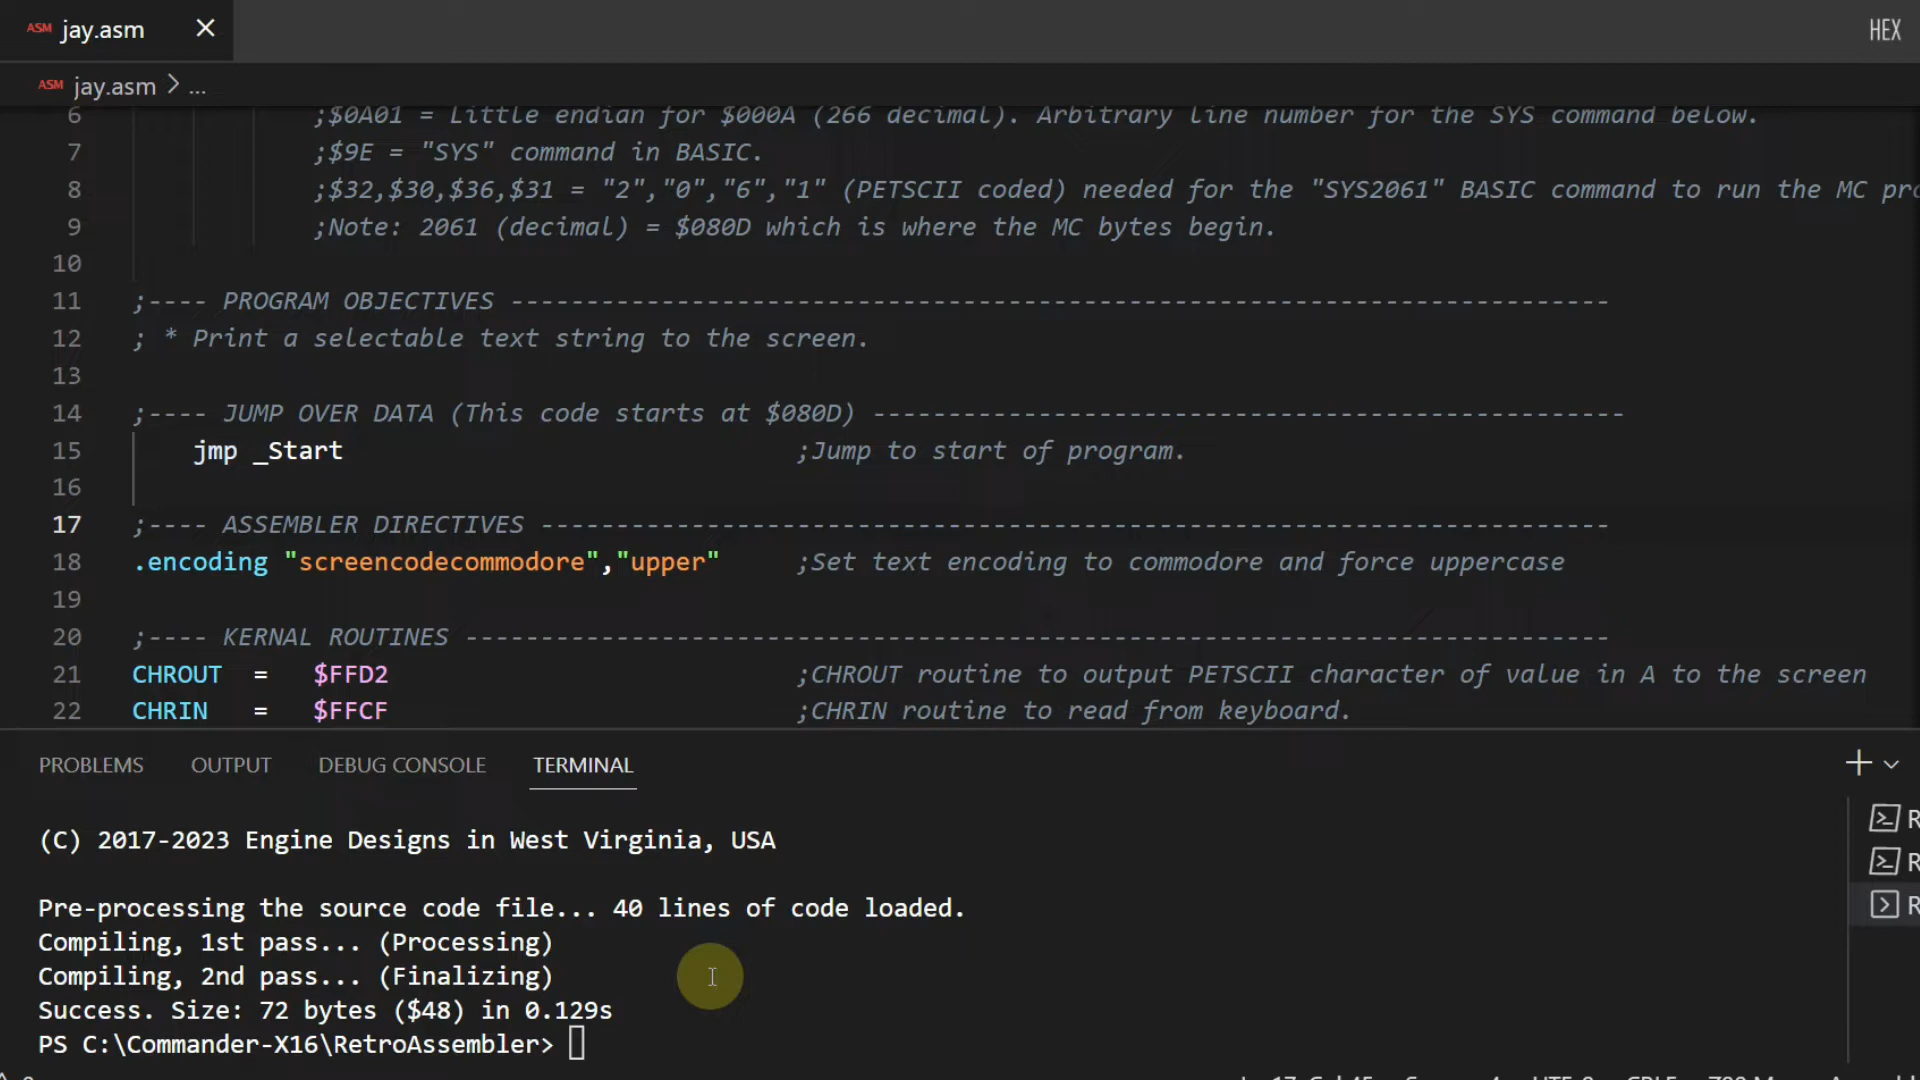 ASM jay.asm × HEX
ASM jay.asm > ...
6 ;$0A01 = Little endian for $000A (266 decimal). Arbitrary line number for the SYS command below.
7 ;$9E = "SYS" command in BASIC.
8 ;$32,$30,$36,$31 = "2","0","6","1" (PETSCII coded) needed for the "SYS2061" BASIC command to run the MC pro
9 ;Note: 2061 (decimal) = $080D which is where the MC bytes begin.
10
11 ;---- PROGRAM OBJECTIVES -------------------------------------------------------------------------
12 ; * Print a selectable text string to the screen.
13
14 ;---- JUMP OVER DATA (This code starts at $080D) --------------------------------------------------
15 jmp _Start ;Jump to start of program.
16
17 ;---- ASSEMBLER DIRECTIVES -----------------------------------------------------------------------
18 .encoding "screencodecommodore","upper" ;Set text encoding to commodore and force uppercase
19
20 ;---- KERNAL ROUTINES ----------------------------------------------------------------------------
21 CHROUT = $FFD2 ;CHROUT routine to output PETSCII character of value in A to the screen
22 CHRIN = $FFCF ;CHRIN routine to read from keyboard.
PROBLEMS OUTPUT DEBUG CONSOLE TERMINAL
(C) 2017-2023 Engine Designs in West Virginia, USA
Pre-processing the source code file... 40 lines of code loaded.
Compiling, 1st pass... (Processing)
Compiling, 2nd pass... (Finalizing)
Success. Size: 72 bytes ($48) in 0.129s
PS C:\Commander-X16\RetroAssembler>
R
R
R